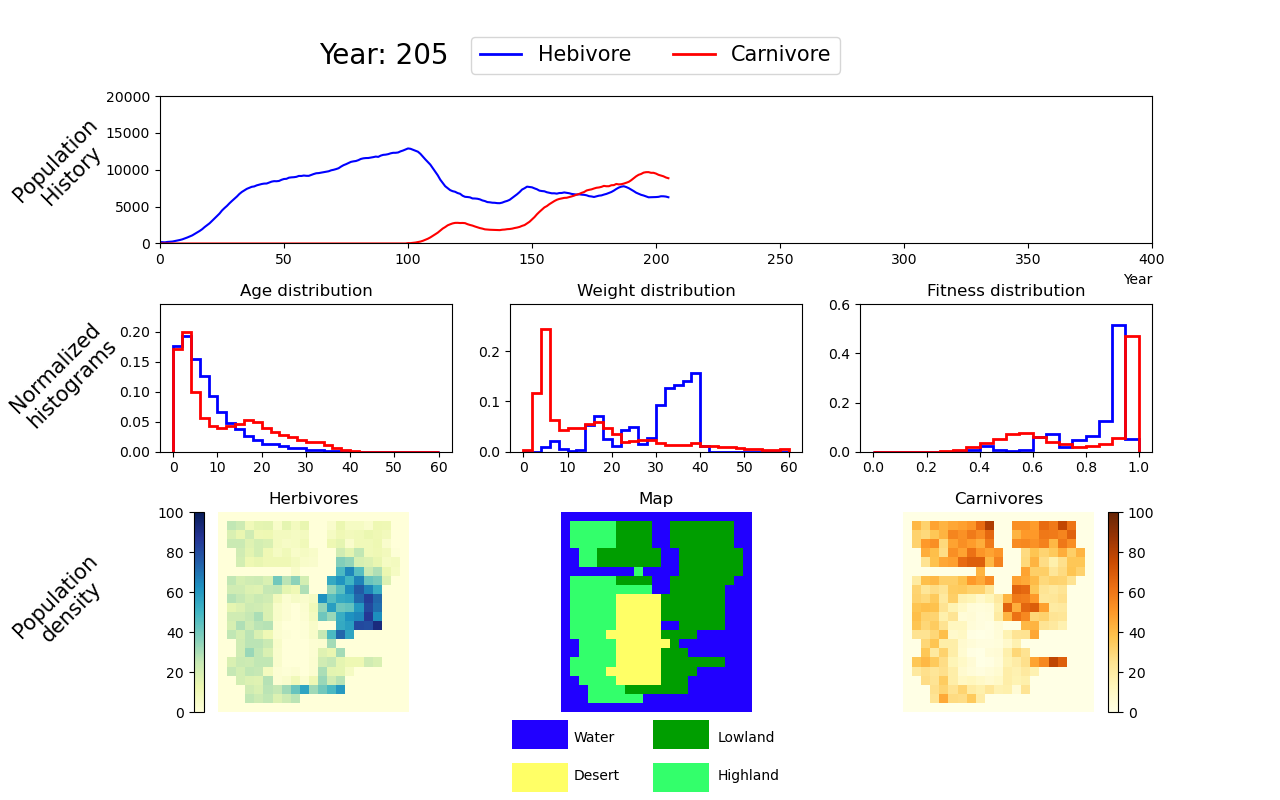 Year: 205
Hebivore
Carnivore
Population
History
20000
15000
10000
5000
0
0 50 100 150 200 250 300 350 400
Year
Normalized
histograms
Age distribution
0.20
0.15
0.10
0.05
0.00
0 10 20 30 40 50 60
Weight distribution
0.2
0.1
0.0
0 10 20 30 40 50 60
Fitness distribution
0.6
0.4
0.2
0.0
0.0 0.2 0.4 0.6 0.8 1.0
Population
density
Herbivores
100
80
60
40
20
0
Map
Carnivores
100
80
60
40
20
0
Water
Lowland
Desert
Highland